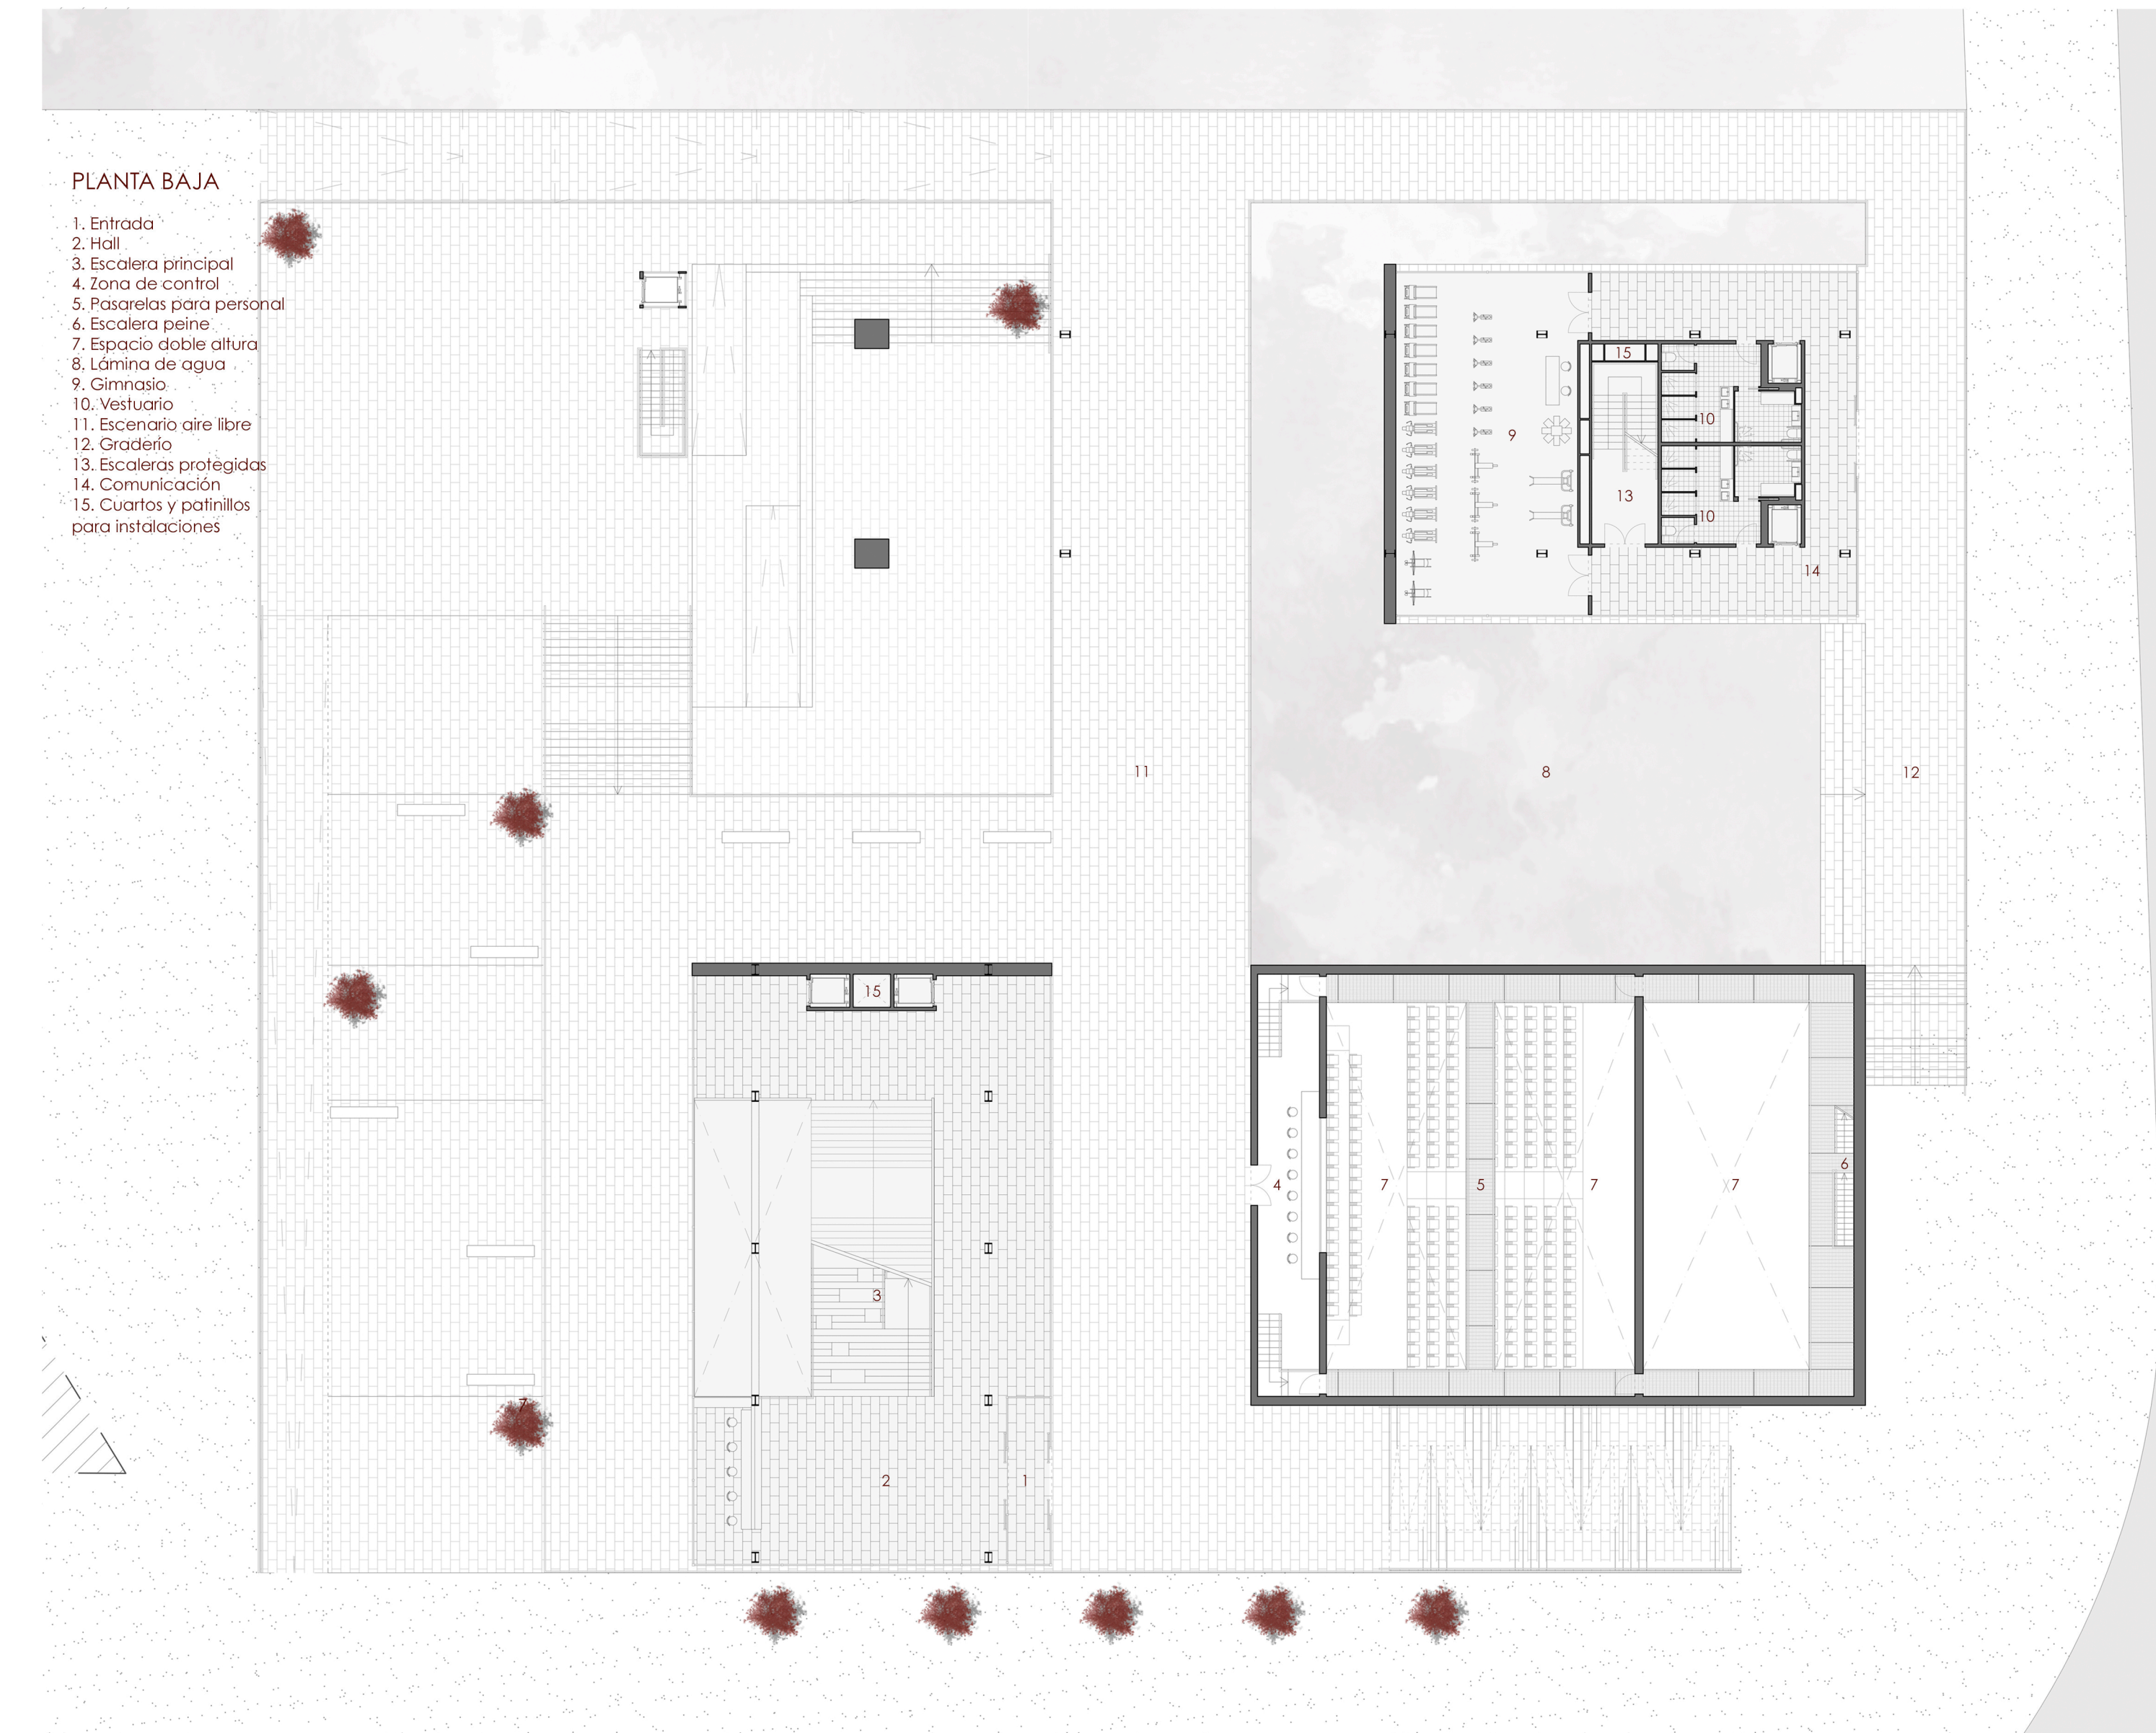 PLANTA BAJA
1. Entrada
2. Hall
3. Escalera principal
4. Zona de control
5. Pasarelas para personal
6. Escalera peine
7. Espacio doble altura
8. Lámina de agua
9. Gimnasio
10. Vestuario
11. Escenario aire libre
12. Graderío
13. Escaleras protegidas
14. Comunicación
15. Cuartos y patinillos
para instalaciones
15
10
9
13
10
14
11
8
12
15
6
4
7
5
7
7
3
7
2
1